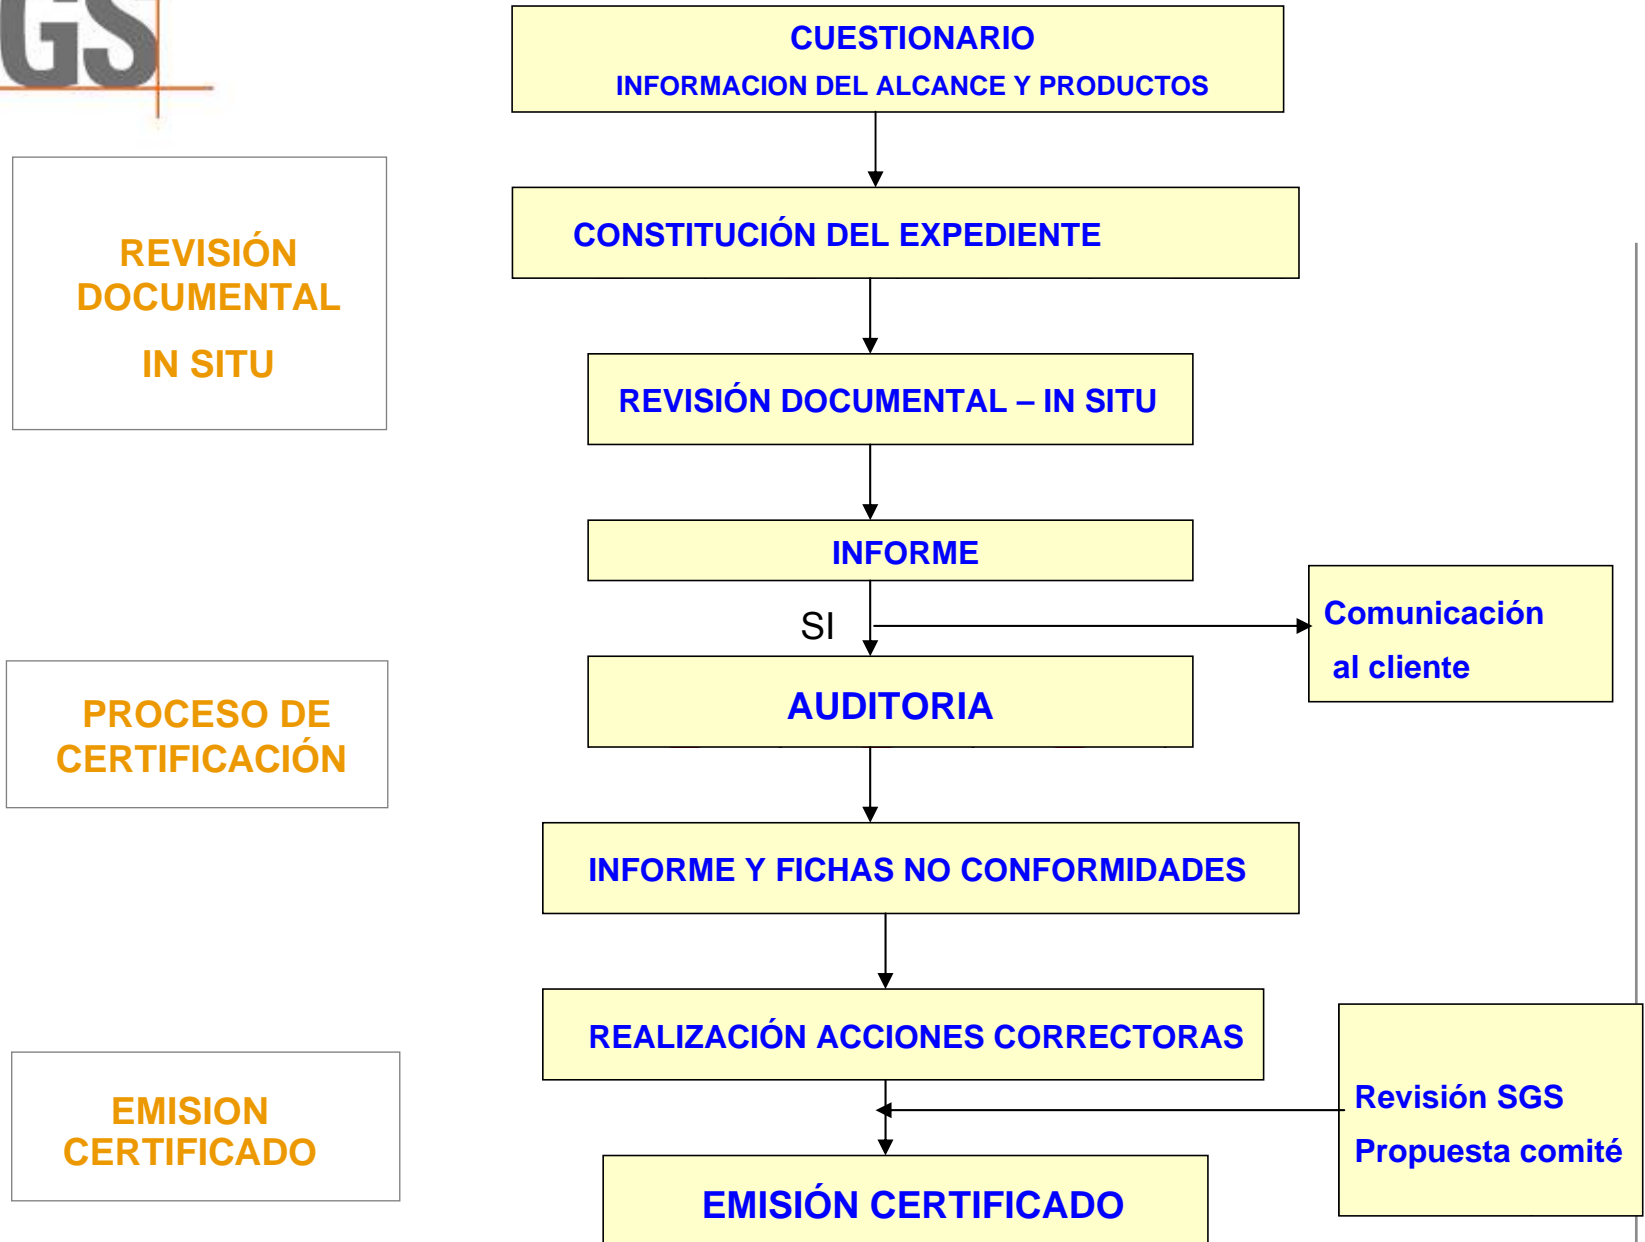 GS
CUESTIONARIO
INFORMACION DEL ALCANCE Y PRODUCTOS
CONSTITUCIÓN DEL EXPEDIENTE
REVISIÓN
DOCUMENTAL
IN SITU
REVISIÓN DOCUMENTAL – IN SITU
INFORME
SI
Comunicación
al cliente
AUDITORIA
PROCESO DE
CERTIFICACIÓN
INFORME Y FICHAS NO CONFORMIDADES
REALIZACIÓN ACCIONES CORRECTORAS
Revisión SGS
Propuesta comité
EMISION
CERTIFICADO
EMISIÓN CERTIFICADO